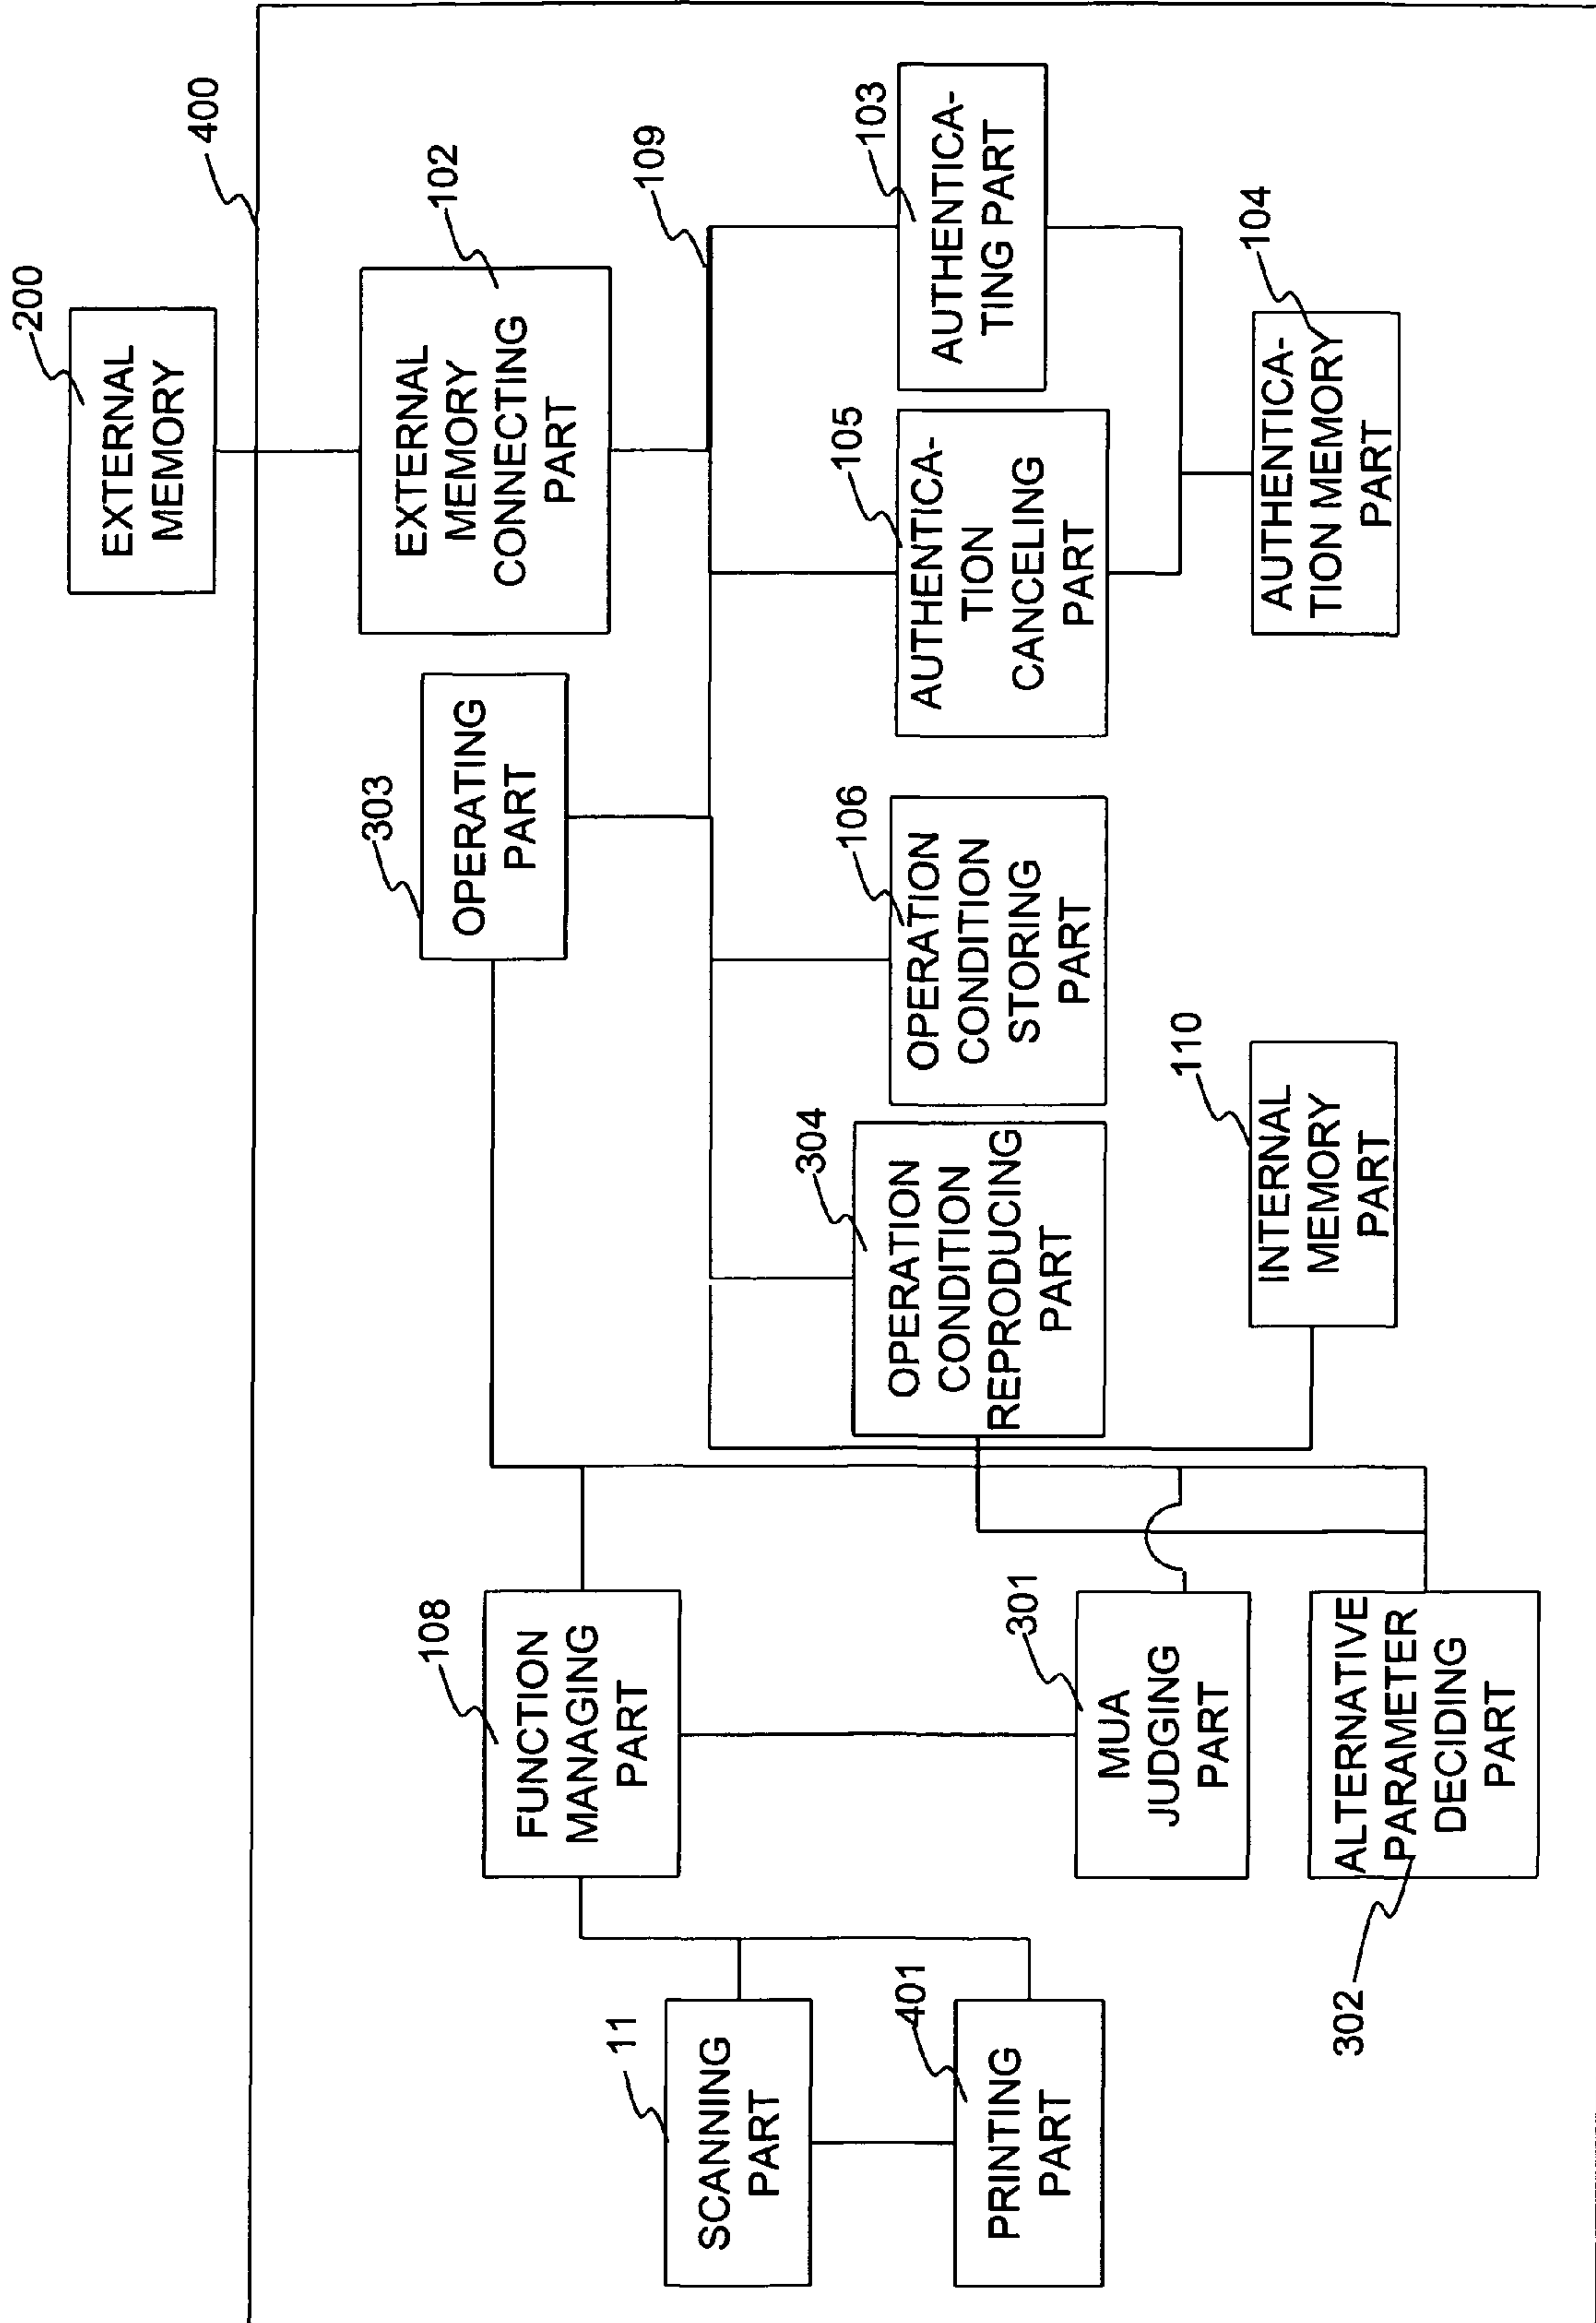 200
EXTERNAL
MEMORY
400
102
EXTERNAL
MEMORY
CONNECTING
PART
303
OPERATING
PART
109
108
FUNCTION
MANAGING
PART
11
SCANNING
PART
401
PRINTING
PART
301
MUA
JUDGING
PART
302
ALTERNATIVE
PARAMETER
DECIDING
PART
304
OPERATION
CONDITION
REPRODUCING
PART
106
OPERATION
CONDITION
STORING
PART
105
AUTHENTICA-
TION
CANCELING
PART
103
AUTHENTICA-
TING PART
110
INTERNAL
MEMORY
PART
104
AUTHENTICA-
TION MEMORY
PART